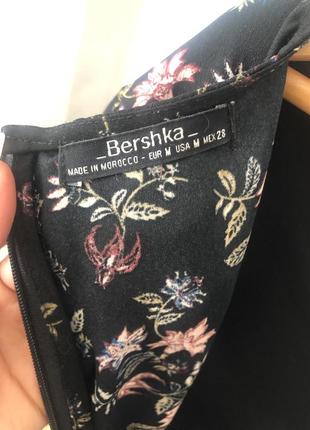 _Bershka_
MADE IN MOROCCO - EUR M USA M MEX 28